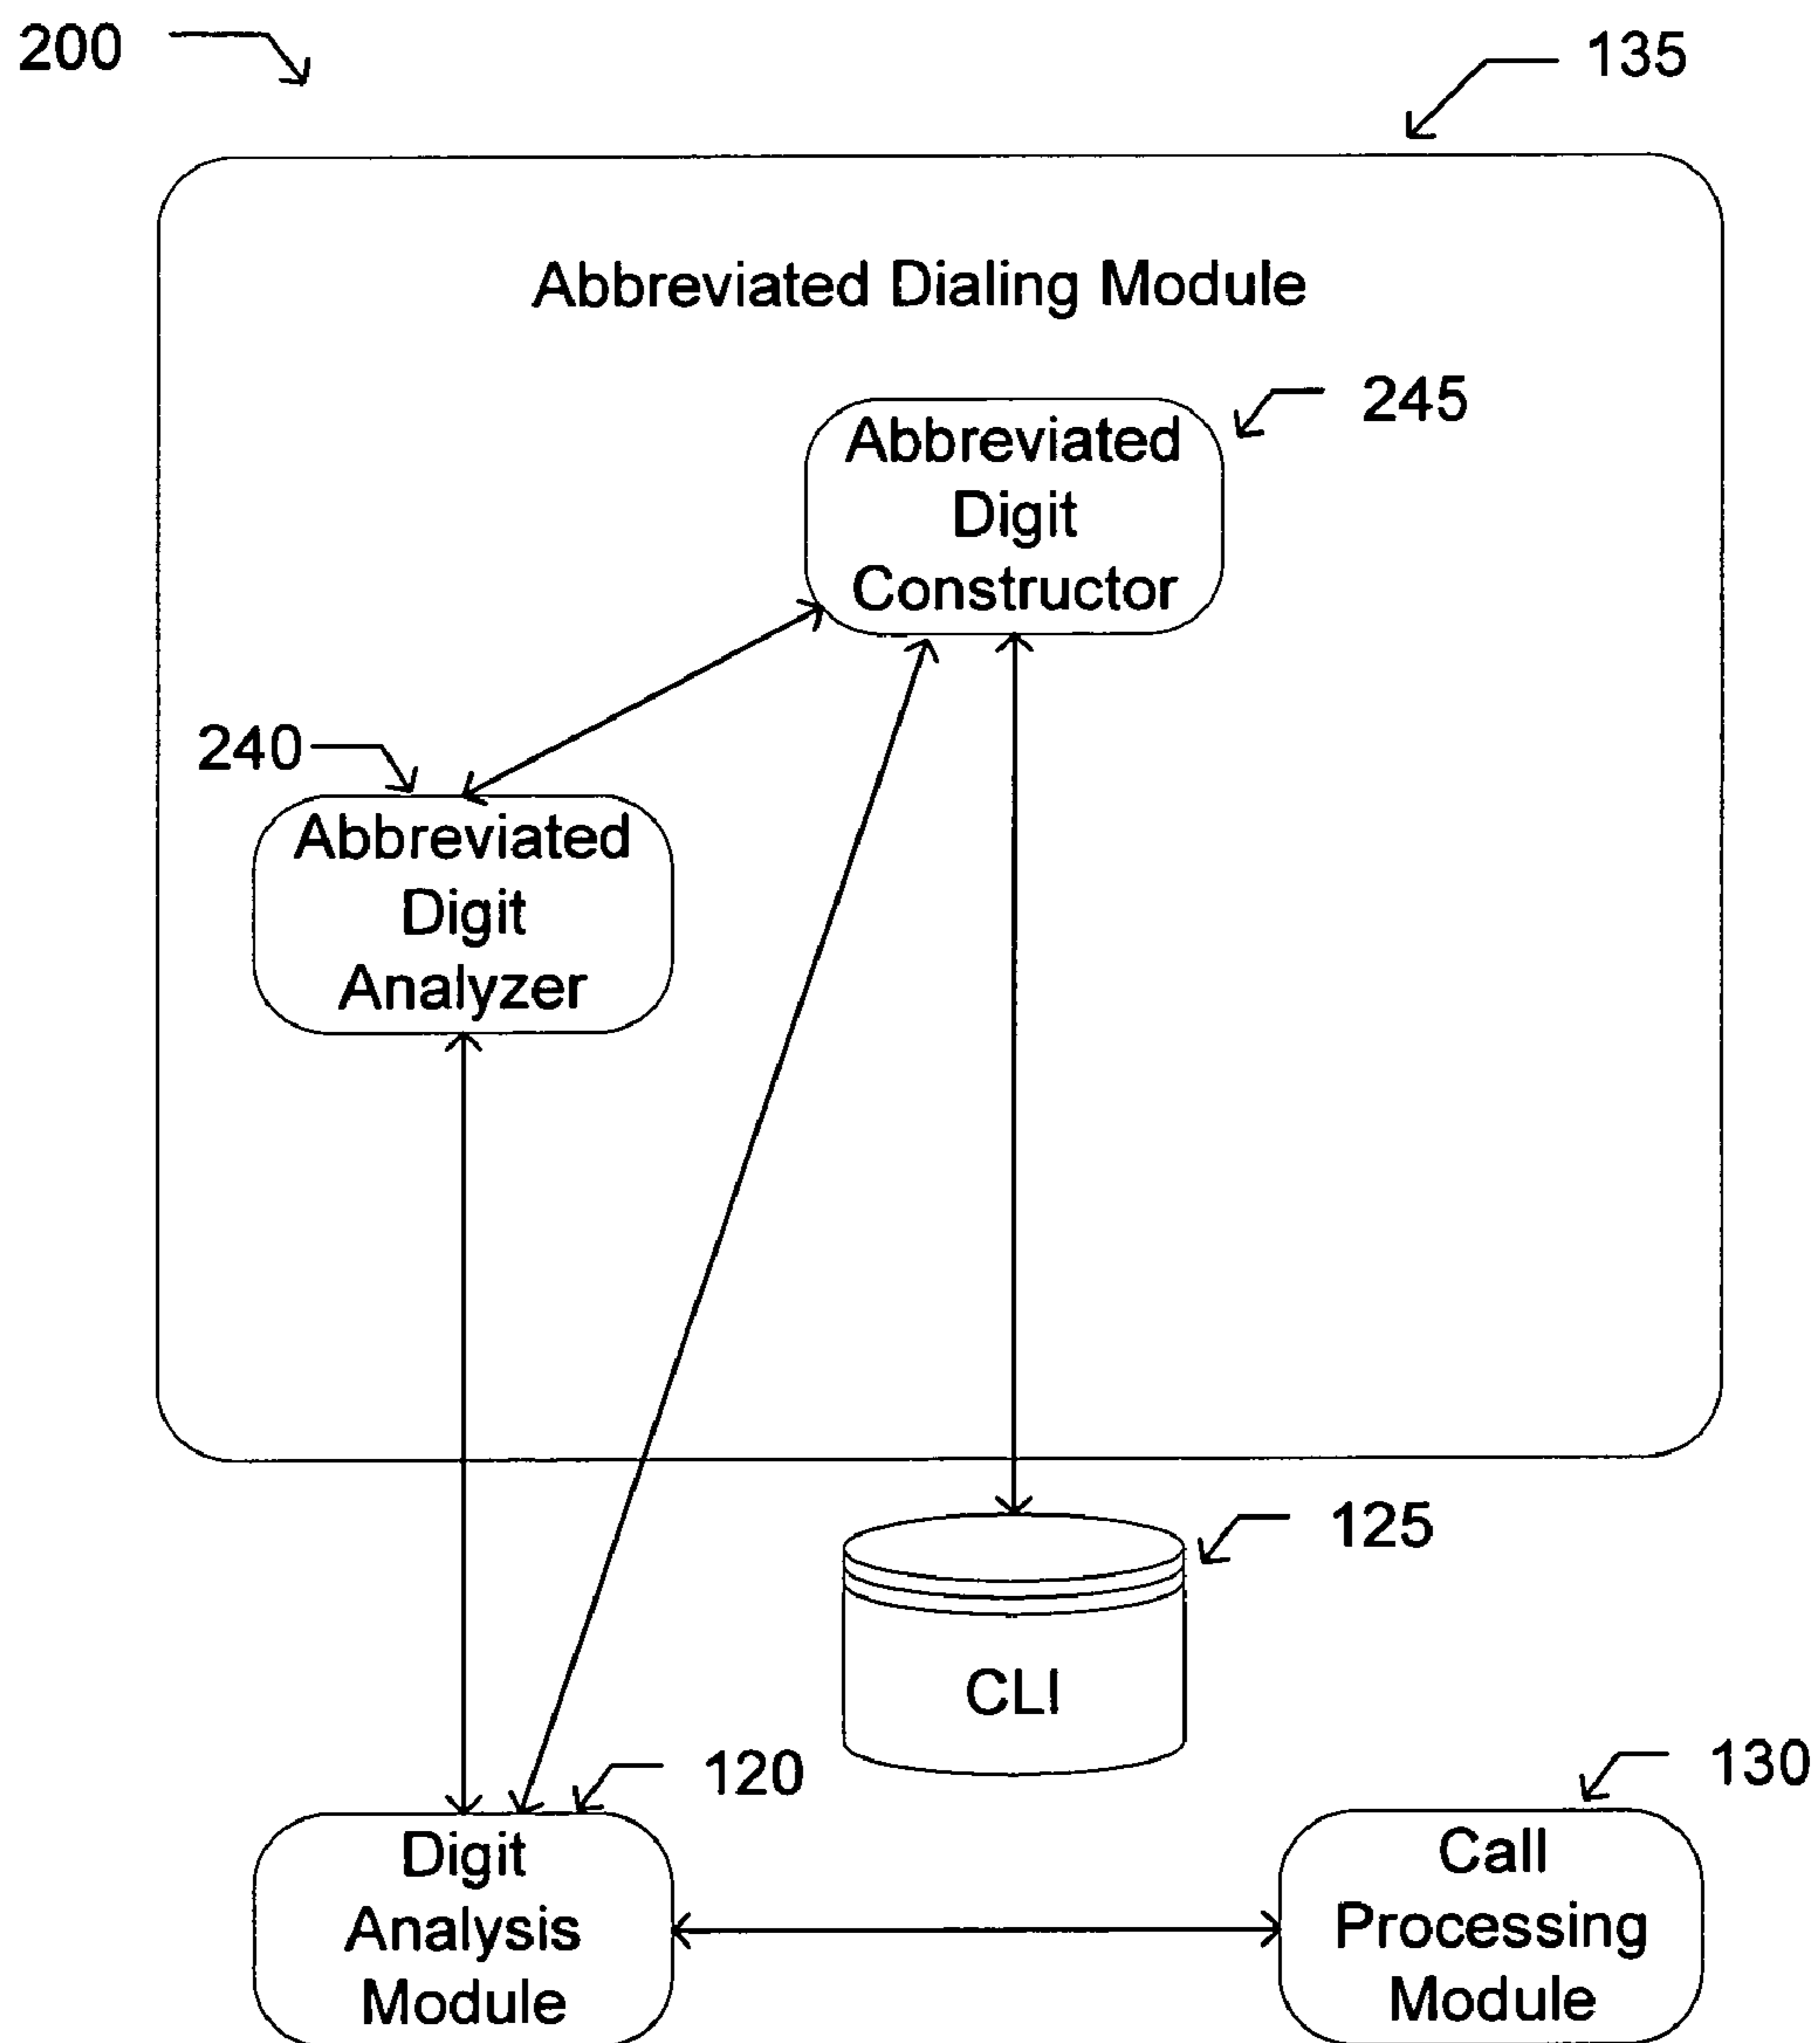 200
135
Abbreviated Dialing Module
245
Abbreviated
Digit
Constructor
240
Abbreviated
Digit
Analyzer
125
CLI
120
Digit
Analysis
Module
130
Call
Processing
Module